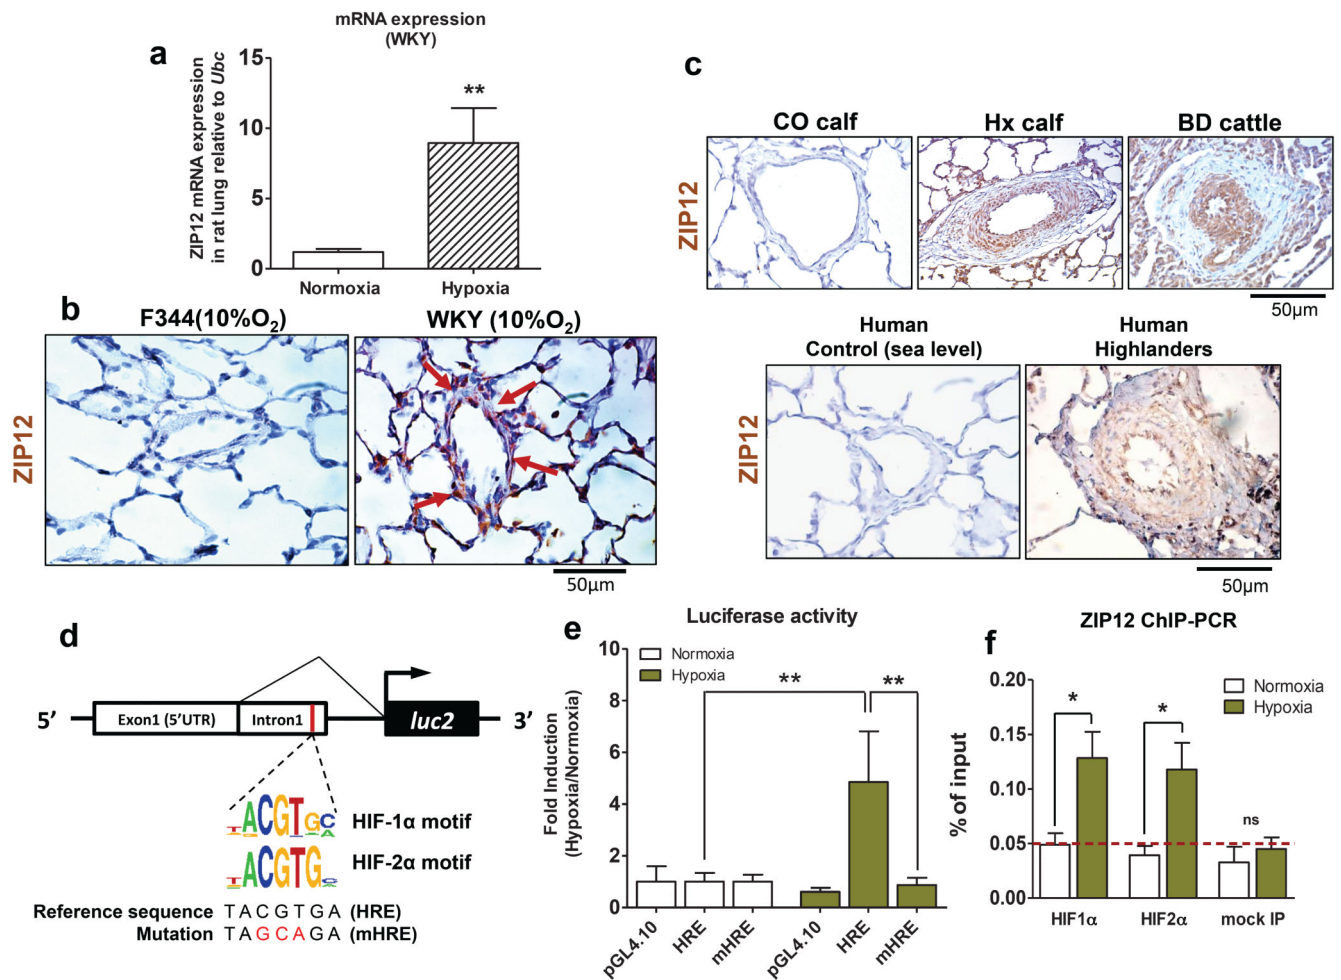 a
mRNA expression
(WKY)
ZIP12 mRNA expression
in rat lung relative to Ubc
15
10
5
0
**
Normoxia
Hypoxia
b
F344(10%O₂)
WKY (10%O₂)
ZIP12
50µm
c
CO calf
Hx calf
BD cattle
ZIP12
50µm
Human
Control (sea level)
Human
Highlanders
ZIP12
50µm
d
5’
Exon1 (5’UTR)
Intron1
luc2
3’
HIF-1α motif
HIF-2α motif
Reference sequence TACGTGA (HRE)
Mutation TAGCAGA (mHRE)
e
Luciferase activity
Normoxia
Hypoxia
Fold Induction
(Hypoxia/Normoxia)
10
8
6
4
2
0
**
**
pGL4.10
HRE
mHRE
pGL4.10
HRE
mHRE
f
ZIP12 ChIP-PCR
Normoxia
Hypoxia
% of input
0.20
0.15
0.10
0.05
0.00
*
*
ns
HIF1α
HIF2α
mock IP